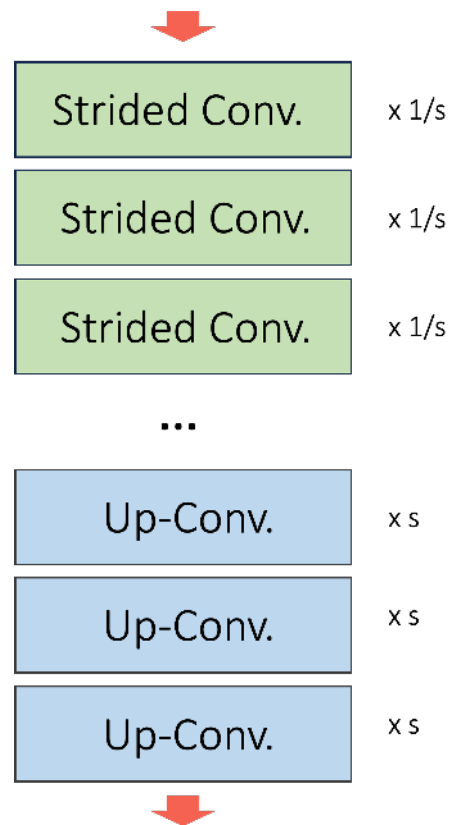 Strided Conv. x 1/s
Strided Conv. x 1/s
Strided Conv. x 1/s
...
Up-Conv. x s
Up-Conv. x s
Up-Conv. x s